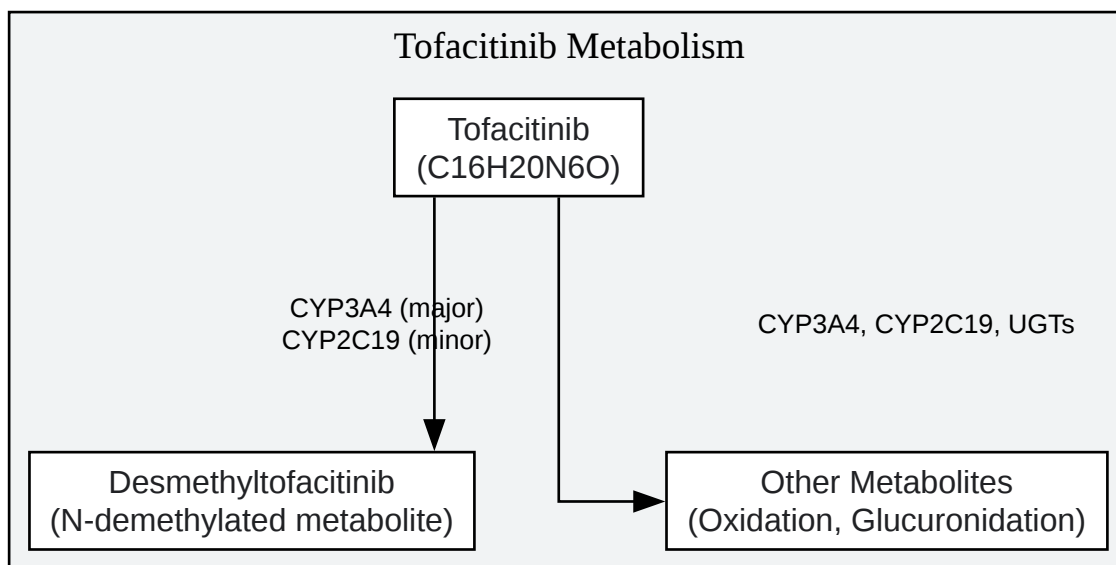 Tofacitinib Metabolism
Tofacitinib
(C16H20N6O)
CYP3A4 (major)
CYP2C19 (minor)
CYP3A4, CYP2C19, UGTs
Desmethyltofacitinib
(N-demethylated metabolite)
Other Metabolites
(Oxidation, Glucuronidation)